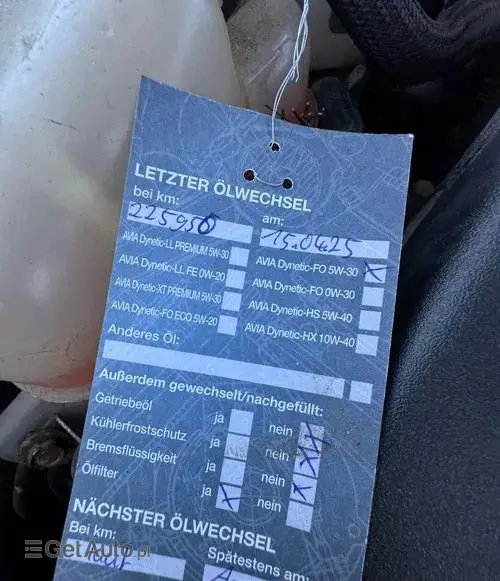 LETZTER ÖLWECHSEL
bei km: am:
225950 15.04.25
AVIA Dynetic-LL PREMIUM 5W-30 AVIA Dynetic-FO 5W-30 X
AVIA Dynetic-LL FE 0W-20 AVIA Dynetic-FO 0W-30
AVIA Dynetic-XT PREMIUM 5W-30 AVIA Dynetic-HS 5W-40
AVIA Dynetic-FO ECO 5W-20 AVIA Dynetic-HX 10W-40
Anderes Öl:
Außerdem gewechselt/nachgefüllt:
Getriebeöl ja nein X
Kühlerfrostschutz ja nein X
Bremsflüssigkeit ja nein X
Ölfilter ja X nein
NÄCHSTER ÖLWECHSEL
Bei km: Spätestens am:
GetAuto.pl